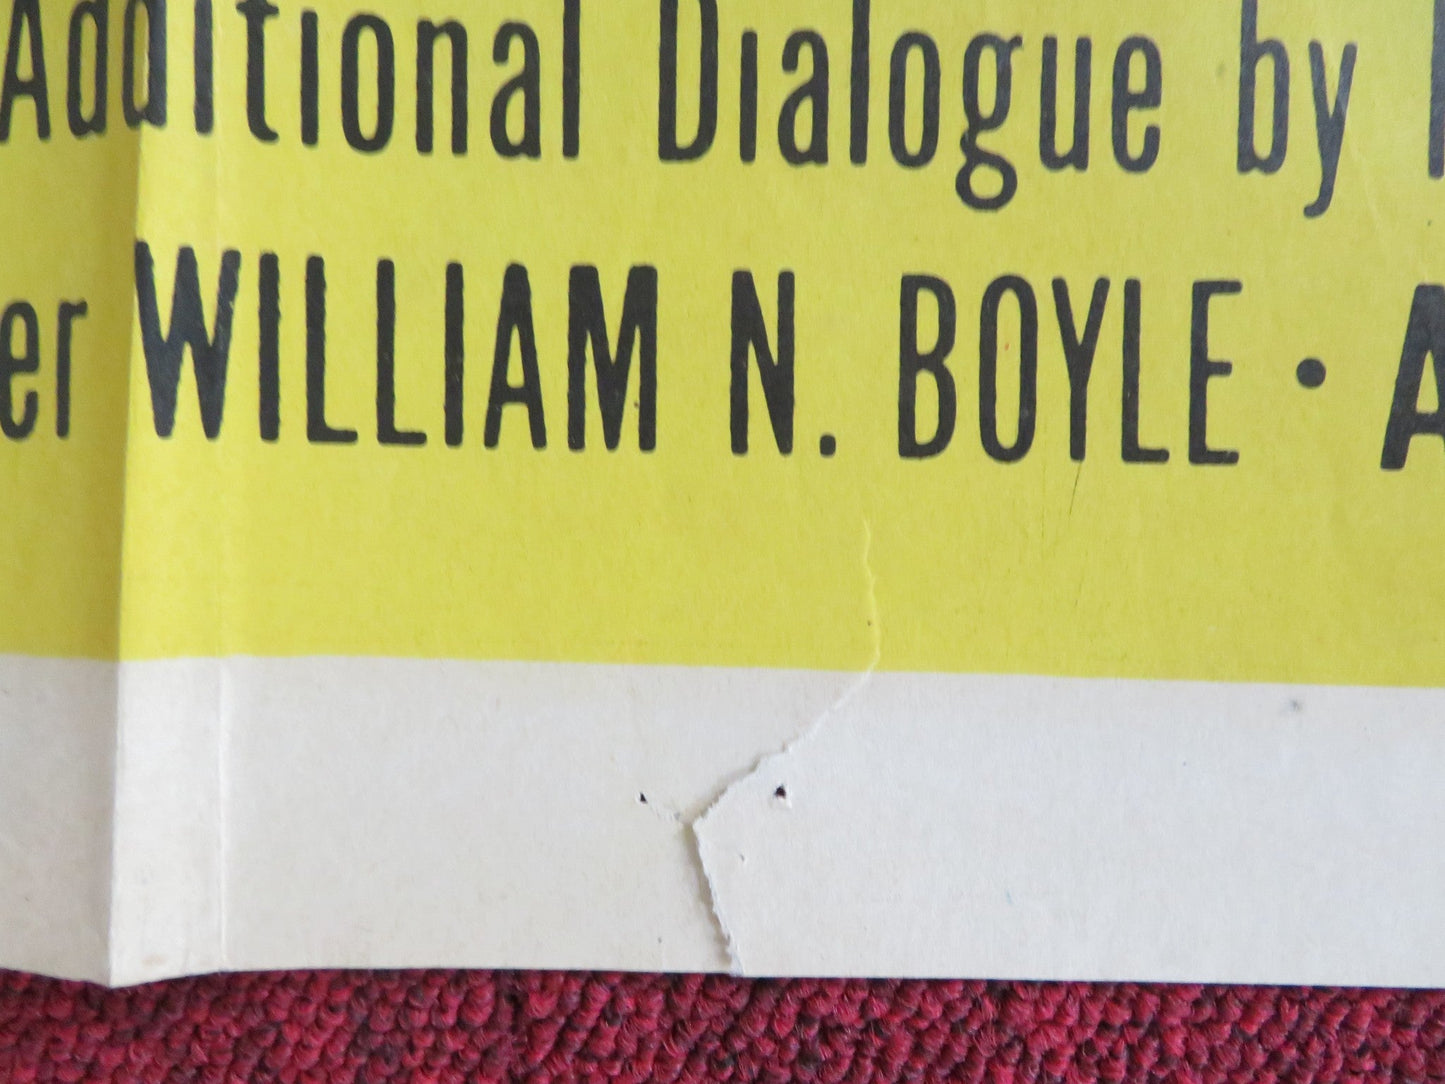 Additional Dialogue by
er WILLIAM N. BOYLE · A